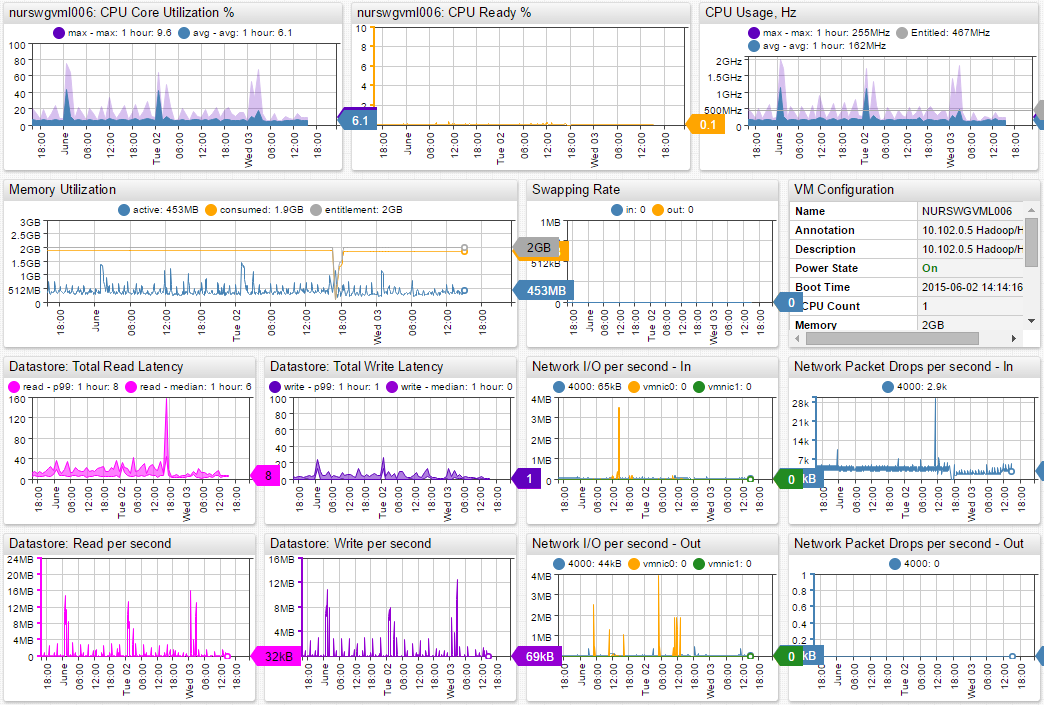 nurswgvml006: CPU Core Utilization %
max - max: 1 hour: 9.6 avg - avg: 1 hour: 6.1
100
80
60
40
20
0
18:00 June 06:00 12:00 18:00 Tue 02 06:00 12:00 18:00 Wed 03 06:00 12:00 18:00
6.1
nurswgvml006: CPU Ready %
10
8
6
4
2
18:00 June 06:00 12:00 18:00 Tue 02 06:00 12:00 18:00 Wed 03 06:00 12:00 18:00
0.1
CPU Usage, Hz
max - max: 1 hour: 255MHz Entitled: 467MHz
avg - avg: 1 hour: 162MHz
2GHz
1.5GHz
1GHz
500MHz
0
18:00 June 06:00 12:00 18:00 Tue 02 06:00 12:00 18:00 Wed 03 06:00 12:00 18:00
Memory Utilization
active: 453MB consumed: 1.9GB entitlement: 2GB
3GB
2.5GB
2GB
1.5GB
1GB
512MB
0
18:00 June 06:00 12:00 18:00 Tue 02 06:00 12:00 18:00 Wed 03 06:00 12:00 18:00
2GB
453MB
Swapping Rate
in: 0 out: 0
1MB
512kB
18:00 June 06:00 12:00 18:00 Tue 02 06:00 12:00 18:00 Wed 03 06:00 12:00 18:00
0
VM Configuration
Name NURSWGVML006
Annotation 10.102.0.5 Hadoop/H
Description 10.102.0.5 Hadoop/H
Power State On
Boot Time 2015-06-02 14:14:16
CPU Count 1
Memory 2GB
Datastore: Total Read Latency
read - p99: 1 hour: 8 read - median: 1 hour: 6
160
120
80
40
0
18:00 June 06:00 12:00 18:00 Tue 02 06:00 12:00 18:00 Wed 03 06:00 12:00 18:00
8
Datastore: Total Write Latency
write - p99: 1 hour: 1 write - median: 1 hour: 0
100
80
60
40
20
0
18:00 June 06:00 12:00 18:00 Tue 02 06:00 12:00 18:00 Wed 03 06:00 12:00 18:00
1
Network I/O per second - In
4000: 65kB vmnic0: 0 vmnic1: 0
4MB
3MB
2MB
1MB
0
18:00 June 06:00 12:00 18:00 Tue 02 06:00 12:00 18:00 Wed 03 06:00 12:00 18:00
0 kB
Network Packet Drops per second - In
4000: 2.9k
28k
21k
14k
7k
18:00 June 06:00 12:00 18:00 Tue 02 06:00 12:00 18:00 Wed 03 06:00 12:00 18:00
Datastore: Read per second
24MB
20MB
16MB
12MB
8MB
4MB
0
18:00 June 06:00 12:00 18:00 Tue 02 06:00 12:00 18:00 Wed 03 06:00 12:00 18:00
32kB
Datastore: Write per second
16MB
12MB
8MB
4MB
18:00 June 06:00 12:00 18:00 Tue 02 06:00 12:00 18:00 Wed 03 06:00 12:00 18:00
69kB
Network I/O per second - Out
4000: 44kB vmnic0: 0 vmnic1: 0
4MB
3MB
2MB
1MB
18:00 June 06:00 12:00 18:00 Tue 02 06:00 12:00 18:00 Wed 03 06:00 12:00 18:00
0 kB
Network Packet Drops per second - Out
4000: 0
1
0.8
0.6
0.4
0.2
18:00 June 06:00 12:00 18:00 Tue 02 06:00 12:00 18:00 Wed 03 06:00 12:00 18:00